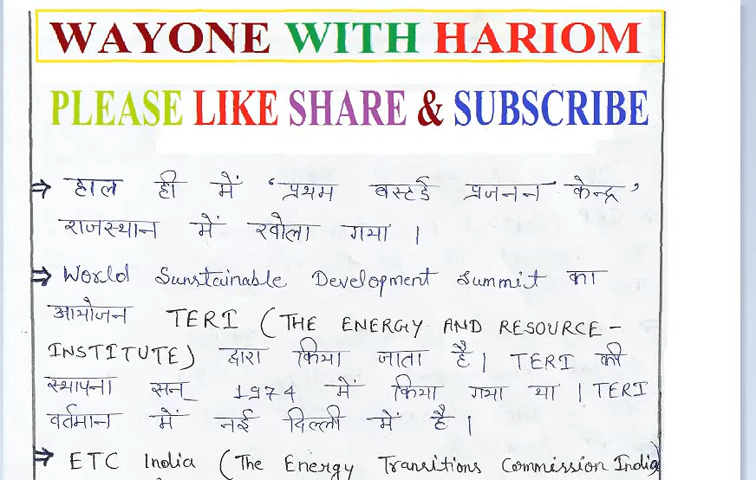 WAYONE WITH HARIOM
PLEASE LIKE SHARE & SUBSCRIBE
⇒ हाल ही में 'प्रथम बस्टर्ड प्रजनन केन्द्र'
राजस्थान में खोला गया ।
⇒ World Sunstainable Development Summit का
आयोजन TERI (THE ENERGY AND RESOURCE-
INSTITUTE) द्वारा किया जाता है। TERI की
स्थापना सन् 1974 में किया गया था । TERI
वर्तमान में नई दिल्ली में है ।
⇒ ETC India (The Energy Transitions Commission India)